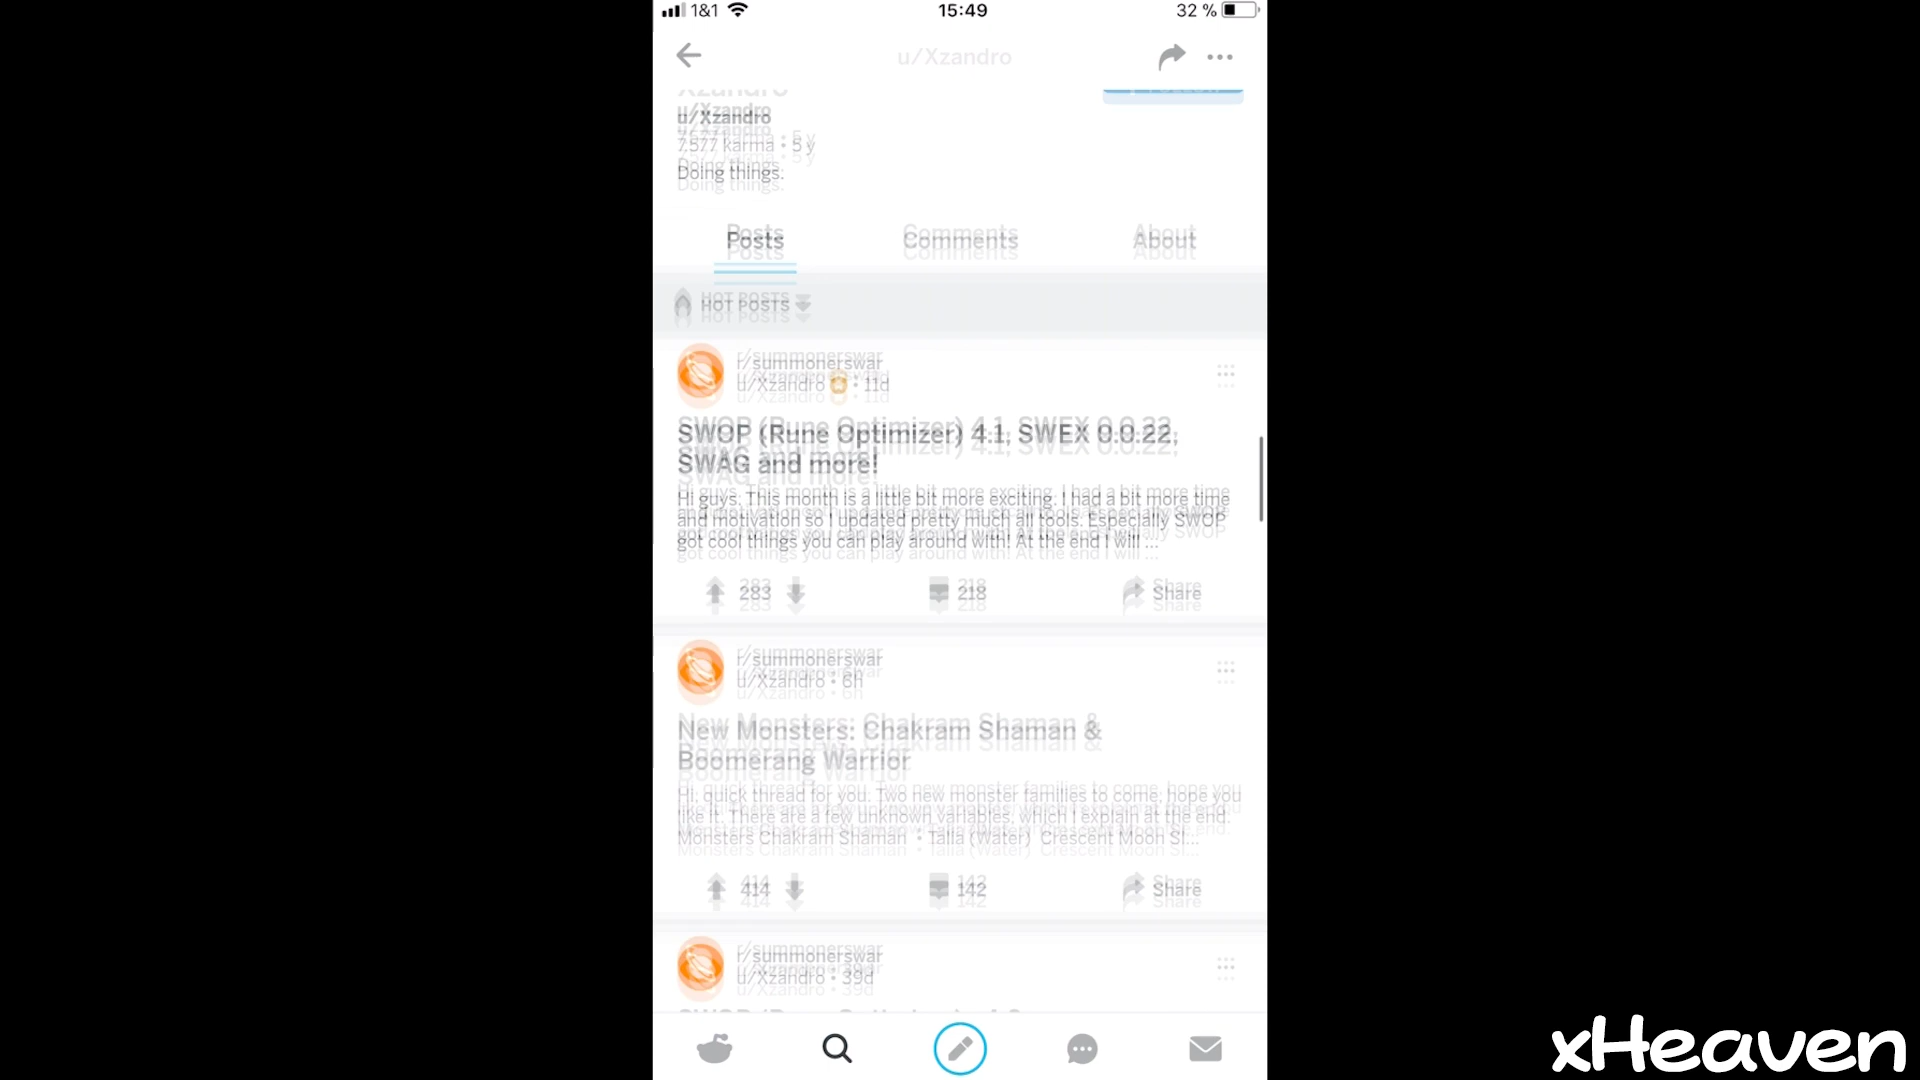 1&1
15:49
32 %
u/Xzandro
Xzandro
u/Xzandro
7.577 karma • 5 y
Doing things.
Posts
Comments
About
HOT POSTS
r/summonerswar
u/Xzandro • 11d
SWOP (Rune Optimizer) 4.1, SWEX 0.0.22,
SWAG and more!
Hi guys. This month is a little bit more exciting. I had a bit more time
and motivation so I updated pretty much all tools. Especially SWOP
got cool things you can play around with! At the end I will ...
283
218
Share
r/summonerswar
u/Xzandro • 6h
New Monsters: Chakram Shaman &
Boomerang Warrior
Hi, quick thread for you. Two new monster families to come, hope you
like it. There are a few unknown variables, which I explain at the end.
Monsters Chakram Shaman • Talia (Water) Crescent Moon Sl...
414
142
Share
r/summonerswar
u/Xzandro • 39d
xHeaven